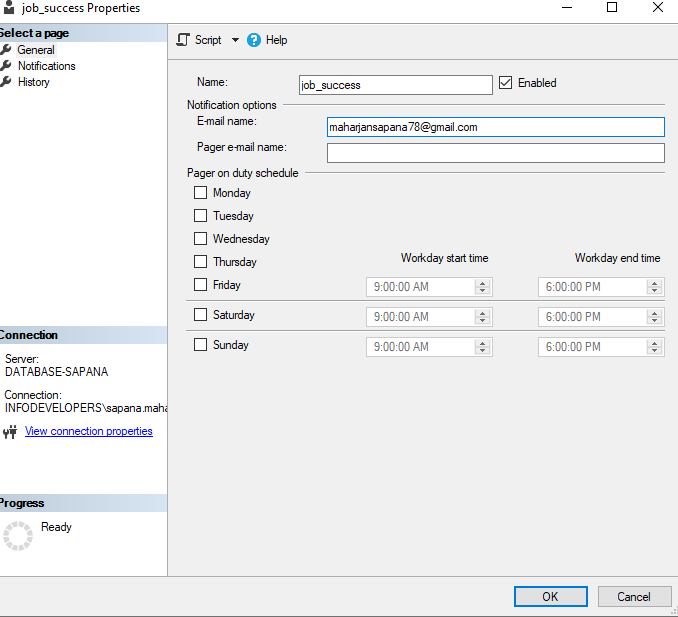 job_success Properties
Select a page
General
Notifications
History
Script
Help
Name: job_success Enabled
Notification options
E-mail name: maharjansapana78@gmail.com
Pager e-mail name:
Pager on duty schedule
Monday
Tuesday
Wednesday
Thursday Workday start time Workday end time
Friday 9:00:00 AM 6:00:00 PM
Saturday 9:00:00 AM 6:00:00 PM
Sunday 9:00:00 AM 6:00:00 PM
Connection
Server:
DATABASE-SAPANA
Connection:
INFODEVELOPERS\sapana.maha
View connection properties
Progress
Ready
OK Cancel